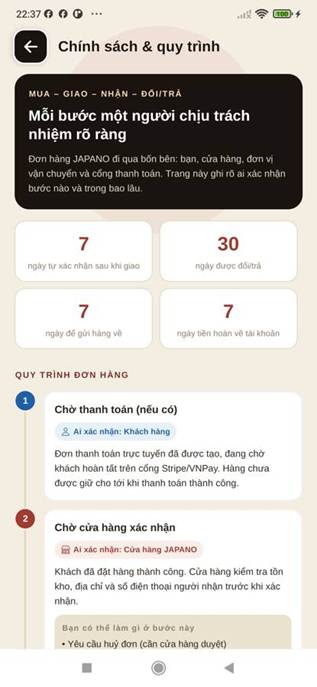 22:37
100
Chính sách & quy trình
MUA – GIAO – NHẬN – ĐỔI/TRẢ
Mỗi bước một người chịu trách
nhiệm rõ ràng
Đơn hàng JAPANO đi qua bốn bên: bạn, cửa hàng, đơn vị
vận chuyển và cổng thanh toán. Trang này ghi rõ ai xác nhận
bước nào và trong bao lâu.
7
ngày tự xác nhận sau khi giao
30
ngày được đổi/trả
7
ngày để gửi hàng về
7
ngày tiền hoàn về tài khoản
QUY TRÌNH ĐƠN HÀNG
1
Chờ thanh toán (nếu có)
Ai xác nhận: Khách hàng
Đơn thanh toán trực tuyến đã được tạo, đang chờ
khách hoàn tất trên cổng Stripe/VNPay. Hàng chưa
được giữ cho tới khi thanh toán thành công.
2
Chờ cửa hàng xác nhận
Ai xác nhận: Cửa hàng JAPANO
Khách đã đặt hàng thành công. Cửa hàng kiểm tra tồn
kho, địa chỉ và số điện thoại người nhận trước khi xác
nhận.
Bạn có thể làm gì ở bước này
• Yêu cầu huỷ đơn (cần cửa hàng duyệt)